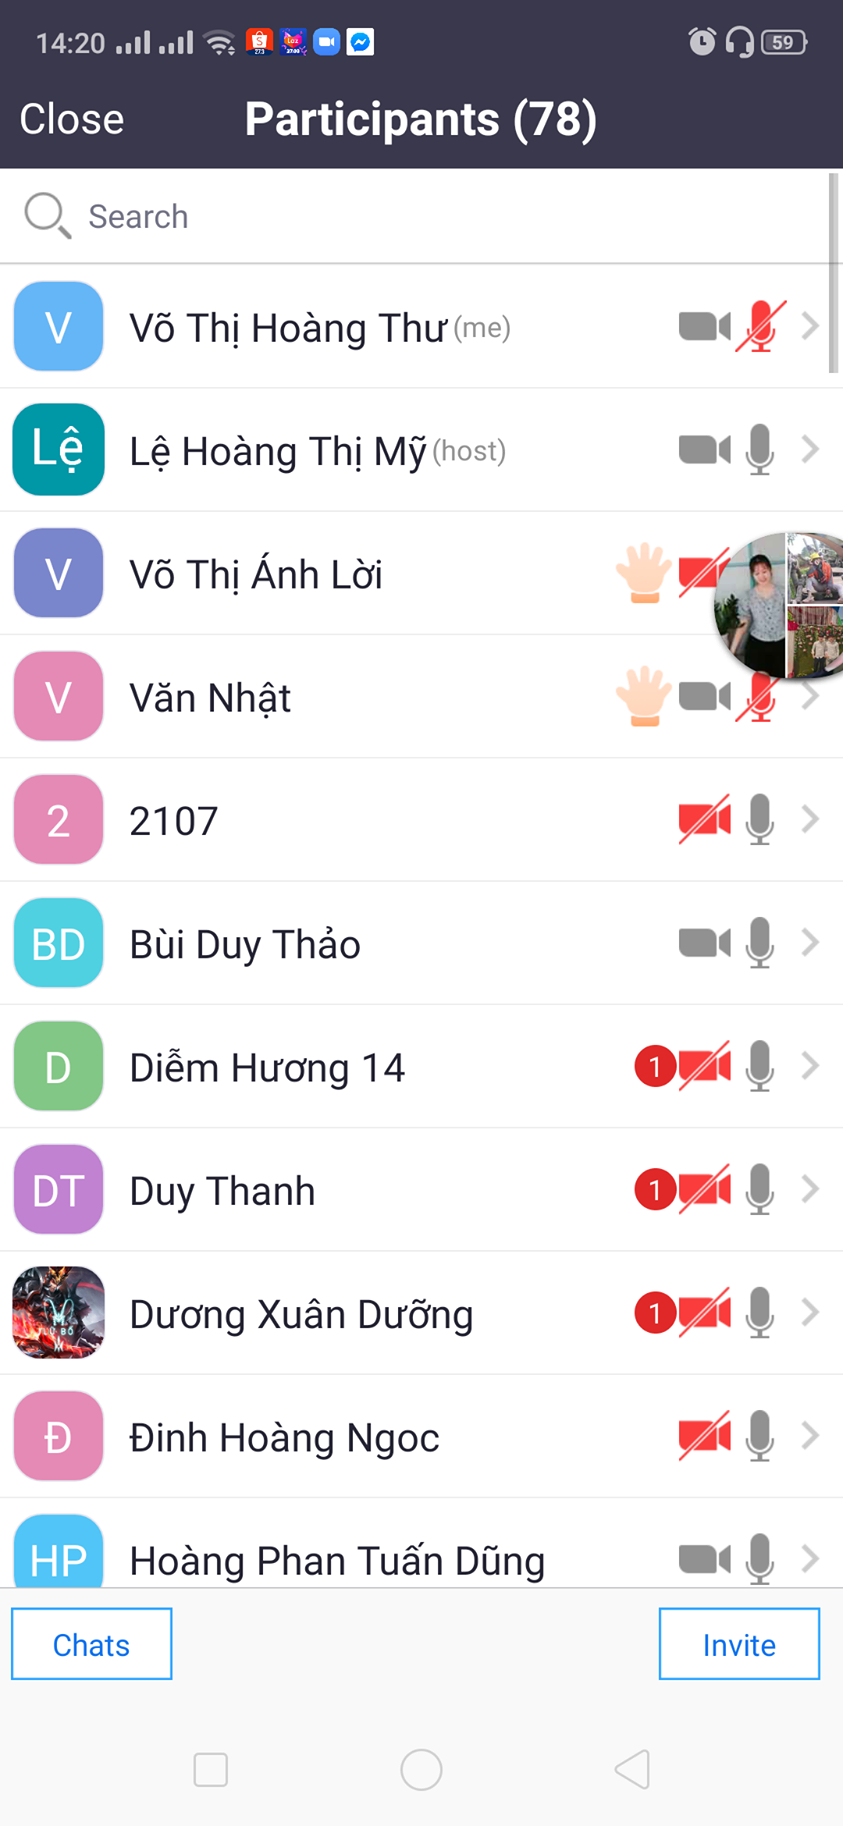 14:20
59
Close
Participants (78)
Search
V
Võ Thị Hoàng Thư (me)
Lệ
Lệ Hoàng Thị Mỹ (host)
V
Võ Thị Ánh Lời
V
Văn Nhật
2
2107
BD
Bùi Duy Thảo
D
Diễm Hương 14
1
DT
Duy Thanh
1
Dương Xuân Dưỡng
1
Đ
Đinh Hoàng Ngoc
HP
Hoàng Phan Tuấn Dũng
Chats
Invite